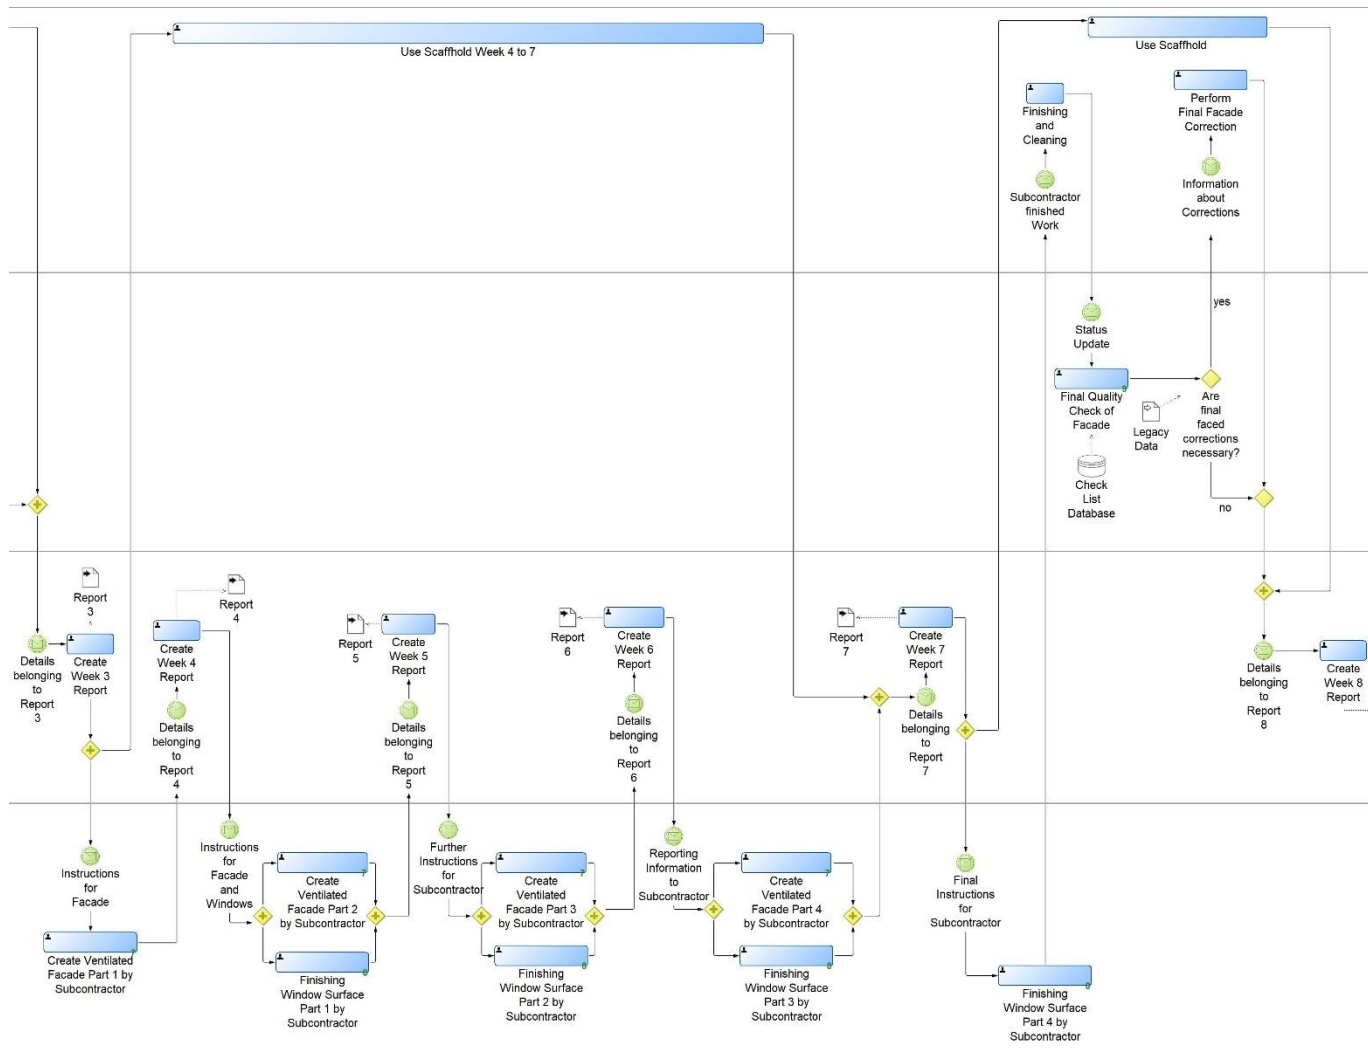 Use Scaffhold Week 4 to 7
Use Scaffhold
Finishing
and
Cleaning
Subcontractor
finished
Work
Perform
Final Facade
Correction
Information
about
Corrections
yes
Status
Update
Final Quality
Check of
Facade
9
Legacy
Data
Check
List
Database
Are
final
faced
corrections
necessary?
no
Report
3
Details
belonging
to
Report
3
Create
Week 3
Report
Report
4
Create
Week 4
Report
Details
belonging
to
Report
4
Report
5
Create
Week 5
Report
Details
belonging
to
Report
5
Report
6
Create
Week 6
Report
Details
belonging
to
Report
6
Report
7
Create
Week 7
Report
Details
belonging
to
Report
7
Details
belonging
to
Report
8
Create
Week 8
Report
Instructions
for
Facade
Create Ventilated
Facade Part 1 by
Subcontractor
7
Instructions
for
Facade
and
Windows
7
Create
Ventilated
Facade Part 2
by Subcontractor
8
Finishing
Window Surface
Part 1 by
Subcontractor
Further
Instructions
for
Subcontractor
7
Create
Ventilated
Facade Part 3
by Subcontractor
8
Finishing
Window Surface
Part 2 by
Subcontractor
Reporting
Information
to
Subcontractor
7
Create
Ventilated
Facade Part 4
by Subcontractor
8
Finishing
Window Surface
Part 3 by
Subcontractor
Final
Instructions
for
Subcontractor
8
Finishing
Window Surface
Part 4 by
Subcontractor